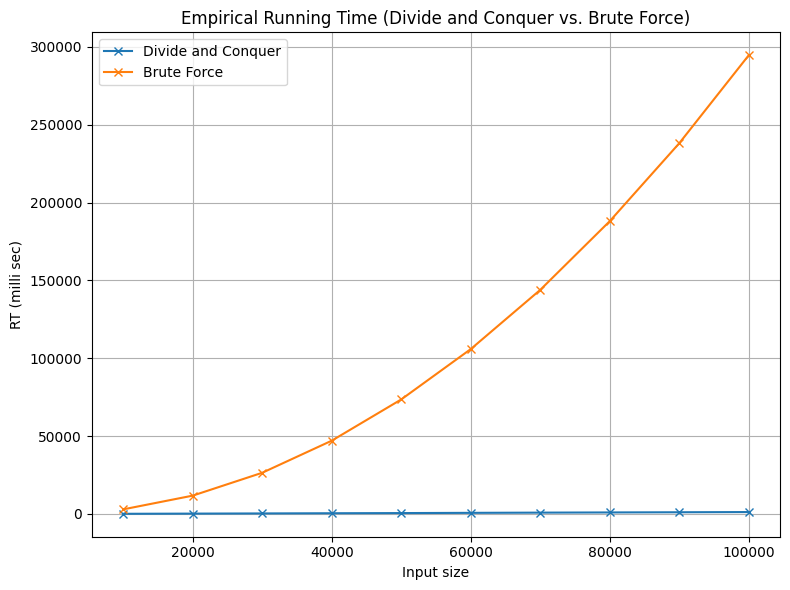 Empirical Running Time (Divide and Conquer vs. Brute Force)
Divide and Conquer
Brute Force
300000
250000
200000
150000
100000
50000
0
RT (milli sec)
20000
40000
60000
80000
100000
Input size